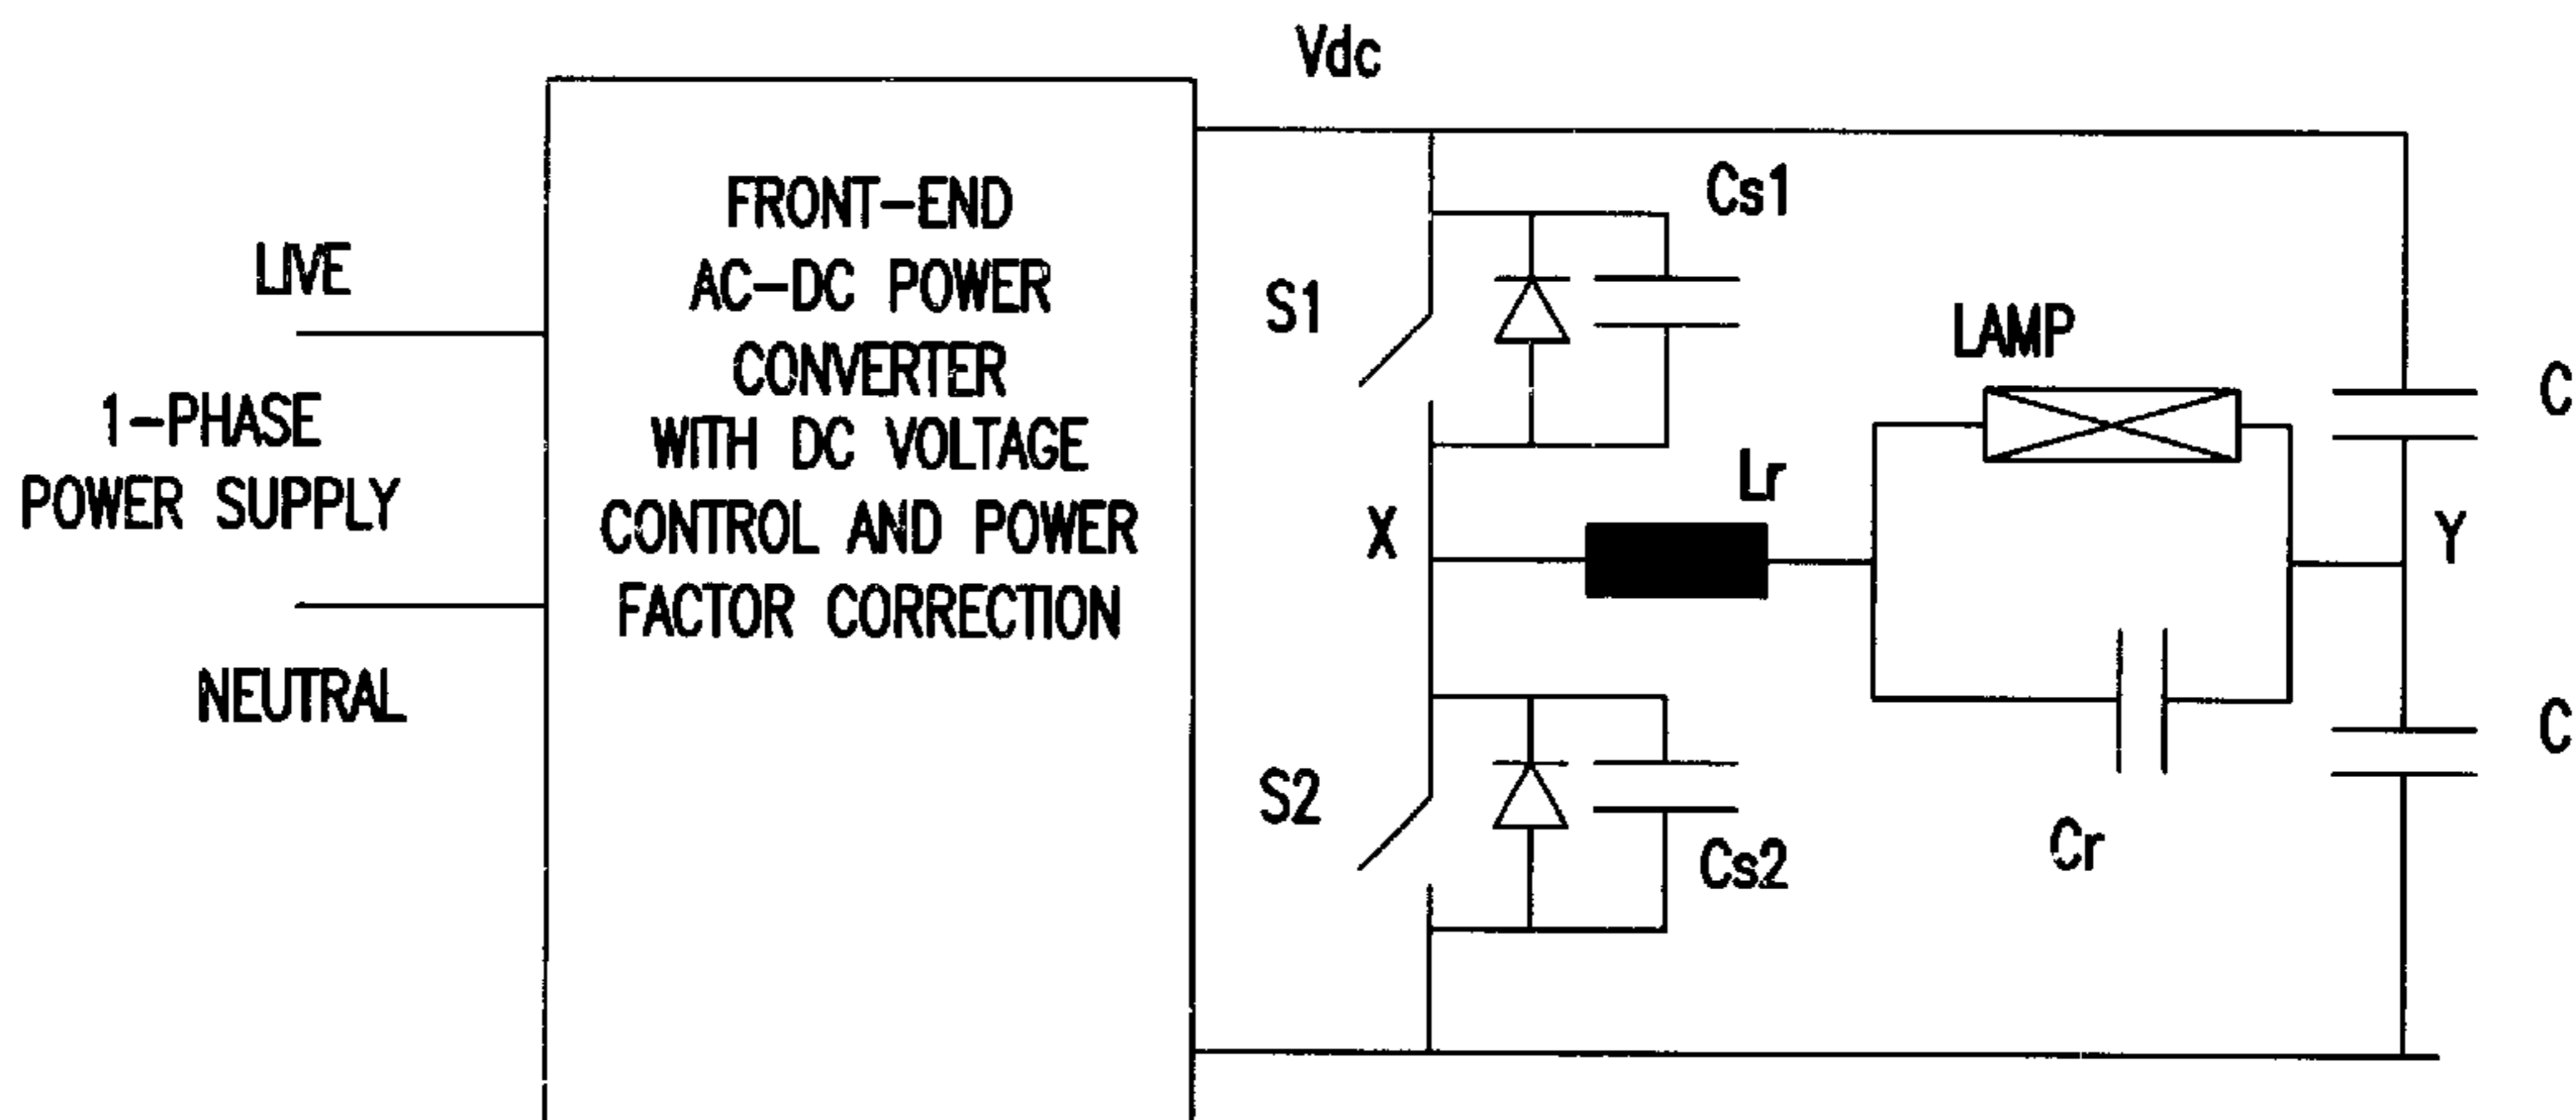 Vdc
FRONT-END
AC-DC POWER
CONVERTER
WITH DC VOLTAGE
CONTROL AND POWER
FACTOR CORRECTION
LIVE
1-PHASE
POWER SUPPLY
NEUTRAL
Cs1
S1
LAMP
C
Lr
X
Y
S2
Cs2
Cr
C